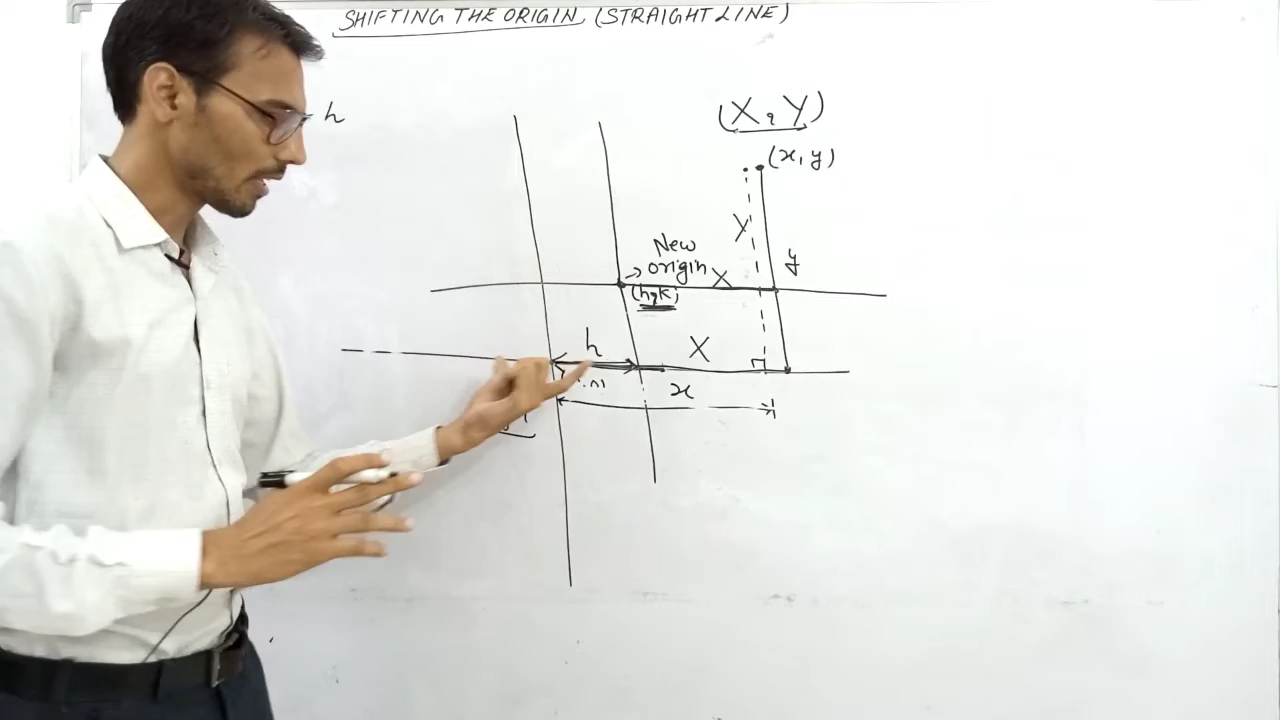 SHIFTING THE ORIGIN (STRAIGHT LINE)
h
(X, Y)
(x, y)
Y
y
New
origin
X
(h, k)
h
X
x